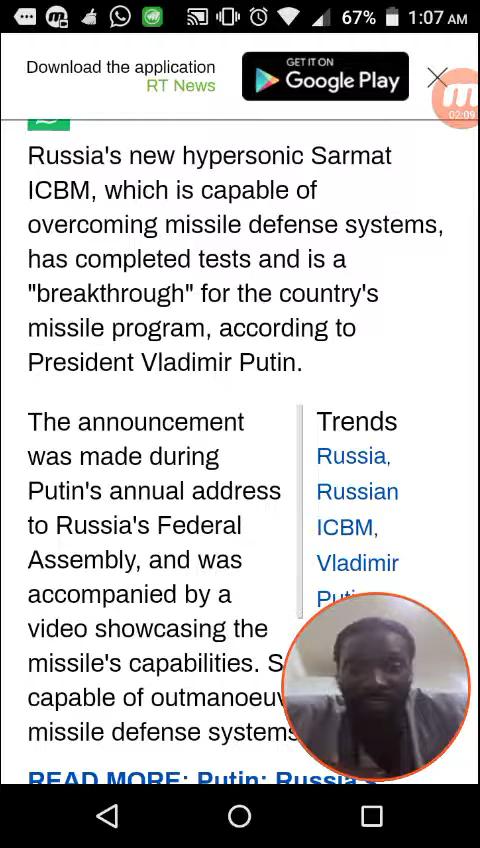 67% 1:07 AM
Download the application
RT News
GET IT ON
Google Play
02:09
Russia's new hypersonic Sarmat
ICBM, which is capable of
overcoming missile defense systems,
has completed tests and is a
"breakthrough" for the country's
missile program, according to
President Vladimir Putin.
The announcement
was made during
Putin's annual address
to Russia's Federal
Assembly, and was
accompanied by a
video showcasing the
missile's capabilities.
capable of
missile defense systems
Trends
Russia,
Russian
ICBM,
Vladimir
READ MORE: Putin: Russia's